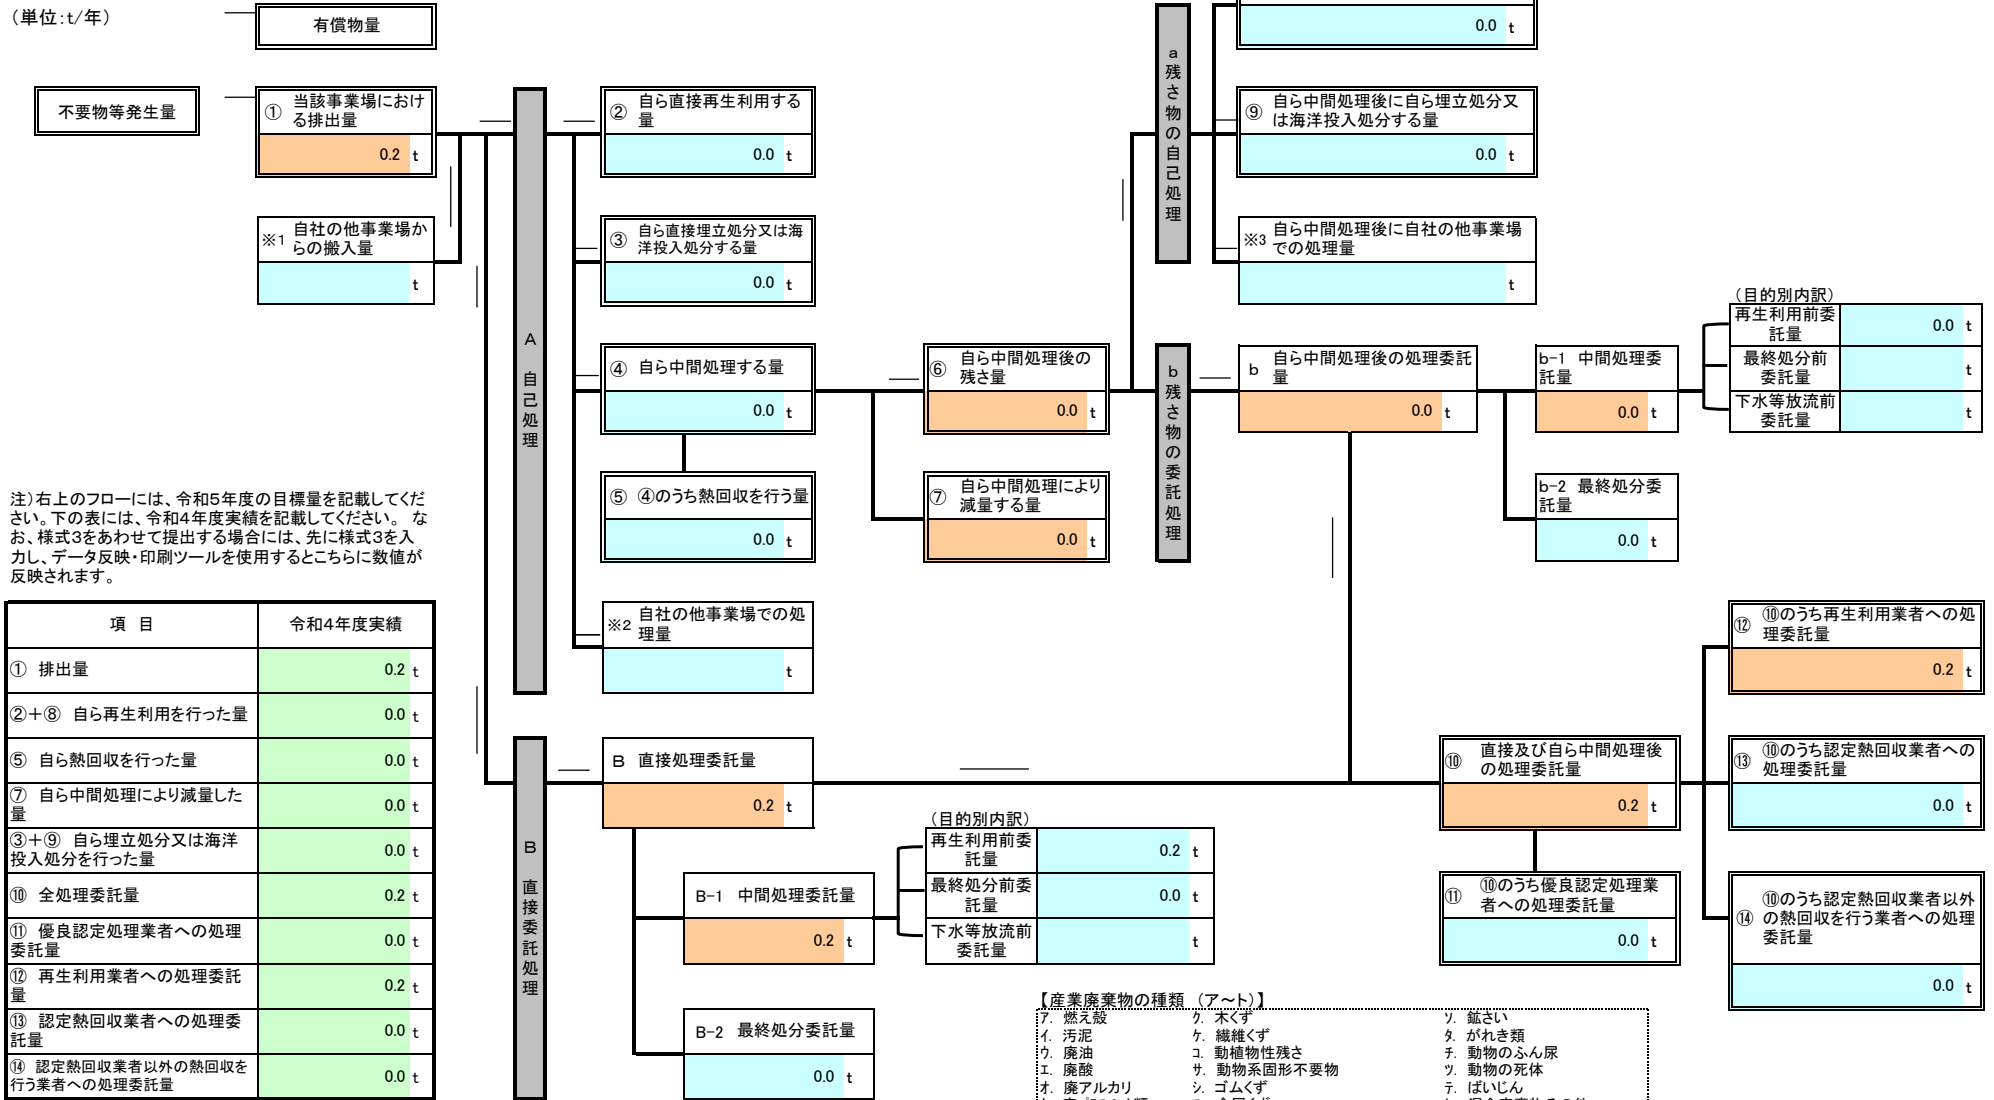 (単位:t/年)
有償物量
0.0 t
不要物等発生量
① 当該事業場におけ
る排出量
0.2 t
※1 自社の他事業場か
らの搬入量
t
A 自己処理
② 自ら直接再生利用する
量
0.0 t
③ 自ら直接埋立処分又は海
洋投入処分する量
0.0 t
④ 自ら中間処理する量
0.0 t
⑤ ④のうち熱回収を行う量
0.0 t
※2 自社の他事業場での処
理量
t
⑥ 自ら中間処理後の
残さ量
0.0 t
⑦ 自ら中間処理により
減量する量
0.0 t
a 残さ物の自己処理
⑨ 自ら中間処理後に自ら埋立処分又
は海洋投入処分する量
0.0 t
※3 自ら中間処理後に自社の他事業場
での処理量
t
b 残さ物の委託処理
b 自ら中間処理後の処理委託
量
0.0 t
b-1 中間処理委
託量
0.0 t
b-2 最終処分委
託量
0.0 t
(目的別内訳)
再生利用前委
託量
0.0 t
最終処分前
委託量
t
下水等放流前
委託量
t
注)右上のフローには、令和5年度の目標量を記載してくだ
さい。下の表には、令和4年度実績を記載してください。 な
お、様式3をあわせて提出する場合には、先に様式3を入
力し、データ反映・印刷ツールを使用するとこちらに数値が
反映されます。
項 目 令和4年度実績
① 排出量 0.2 t
②+⑧ 自ら再生利用を行った量 0.0 t
⑤ 自ら熱回収を行った量 0.0 t
⑦ 自ら中間処理により減量した
量 0.0 t
③+⑨ 自ら埋立処分又は海洋
投入処分を行った量 0.0 t
⑩ 全処理委託量 0.2 t
⑪ 優良認定処理業者への処理
委託量 0.0 t
⑫ 再生利用業者への処理委託
量 0.2 t
⑬ 認定熱回収業者への処理委
託量 0.0 t
⑭ 認定熱回収業者以外の熱回収を
行う業者への処理委託量 0.0 t
B 直接委託処理
B 直接処理委託量
0.2 t
B-1 中間処理委託量
0.2 t
B-2 最終処分委託量
0.0 t
(目的別内訳)
再生利用前委
託量
0.2 t
最終処分前委
託量
0.0 t
下水等放流前
委託量
t
⑩ 直接及び自ら中間処理後
の処理委託量
0.2 t
⑪ ⑩のうち優良認定処理業
者への処理委託量
0.0 t
⑫ ⑩のうち再生利用業者への処
理委託量
0.2 t
⑬ ⑩のうち認定熱回収業者への
処理委託量
0.0 t
⑭ ⑩のうち認定熱回収業者以外
の熱回収を行う業者への処理
委託量
0.0 t
【産業廃棄物の種類 (ア~ト)】
ア. 燃え殻 ク. 木くず ソ. 鉱さい
イ. 汚泥 ケ. 繊維くず タ. がれき類
ウ. 廃油 コ. 動植物性残さ チ. 動物のふん尿
エ. 廃酸 サ. 動物系固形不要物 ツ. 動物の死体
オ. 廃アルカリ シ. ゴムくず テ. ばいじん